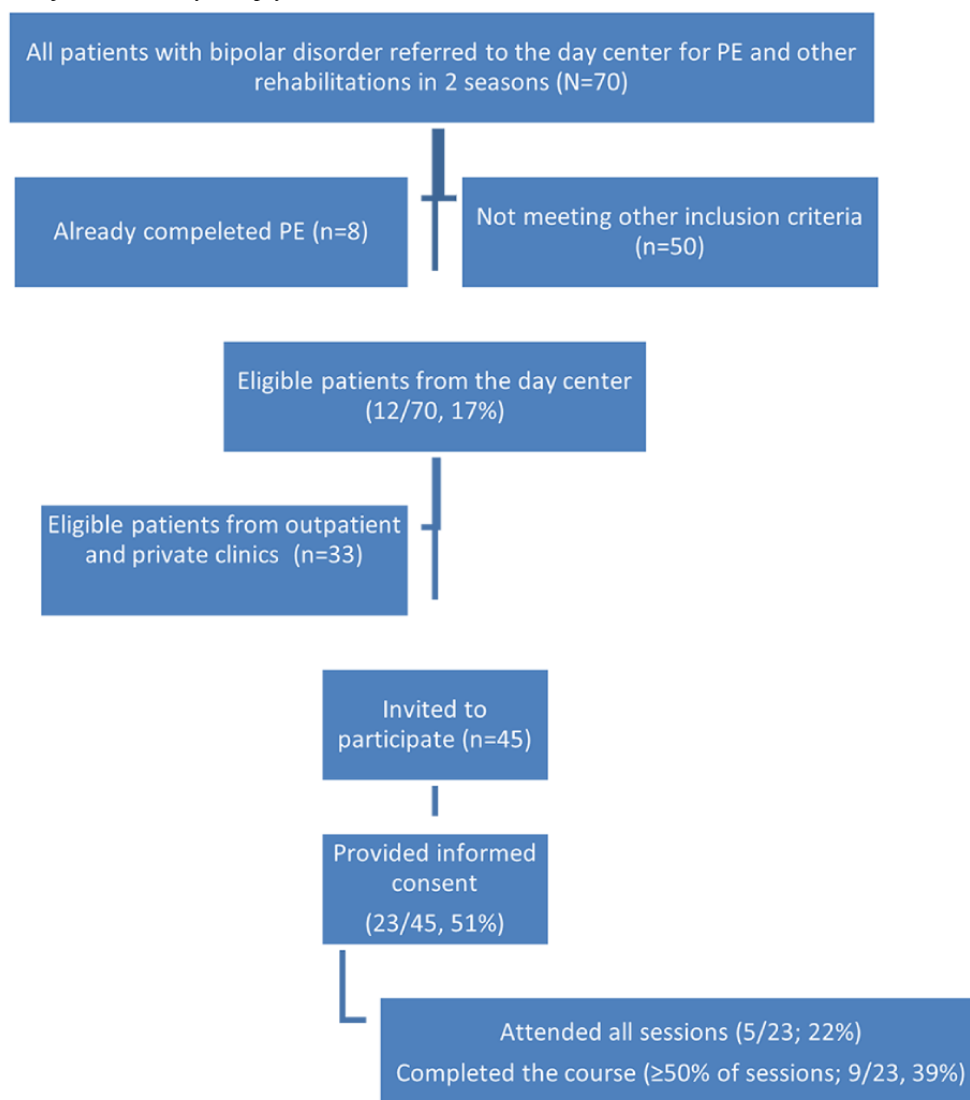 All patients with bipolar disorder referred to the day center for PE and other
rehabilitations in 2 seasons (N=70)
Already compeleted PE (n=8)
Not meeting other inclusion criteria
(n=50)
Eligible patients from the day center
(12/70, 17%)
Eligible patients from outpatient
and private clinics (n=33)
Invited to
participate (n=45)
Provided informed
consent
(23/45, 51%)
Attended all sessions (5/23; 22%)
Completed the course (≥50% of sessions; 9/23, 39%)